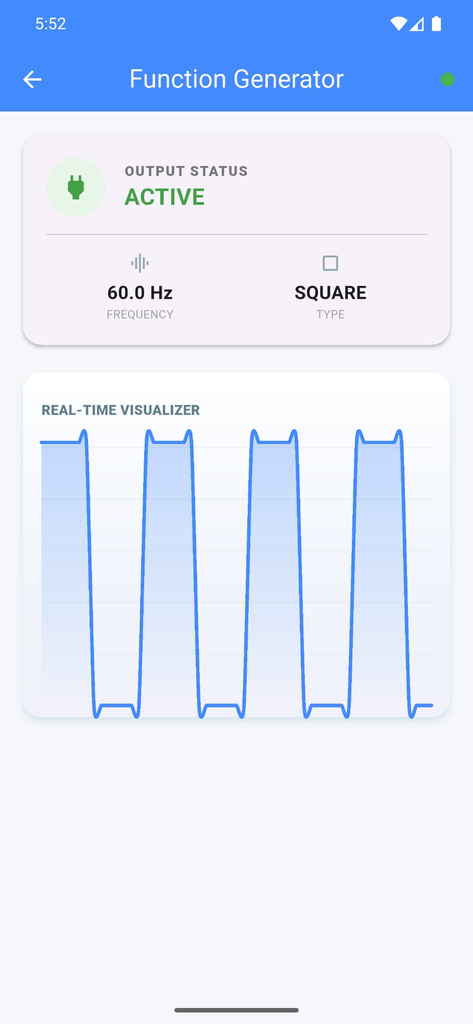 5:52
Function Generator
OUTPUT STATUS
ACTIVE
60.0 Hz
SQUARE
FREQUENCY
TYPE
REAL-TIME VISUALIZER